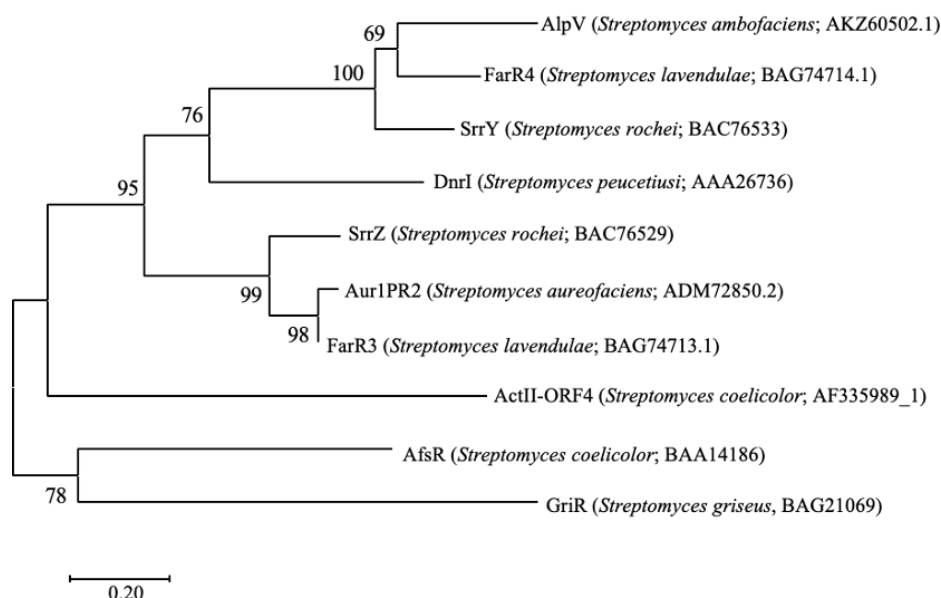 AlpV (Streptomyces ambofaciens; AKZ60502.1)
69
FarR4 (Streptomyces lavendulae; BAG74714.1)
100
76
SrrY (Streptomyces rochei; BAC76533)
DnrI (Streptomyces peucetiusi; AAA26736)
95
SrrZ (Streptomyces rochei; BAC76529)
99
Aur1PR2 (Streptomyces aureofaciens; ADM72850.2)
98
FarR3 (Streptomyces lavendulae; BAG74713.1)
ActII-ORF4 (Streptomyces coelicolor; AF335989_1)
AfsR (Streptomyces coelicolor; BAA14186)
78
GriR (Streptomyces griseus, BAG21069)
0.20